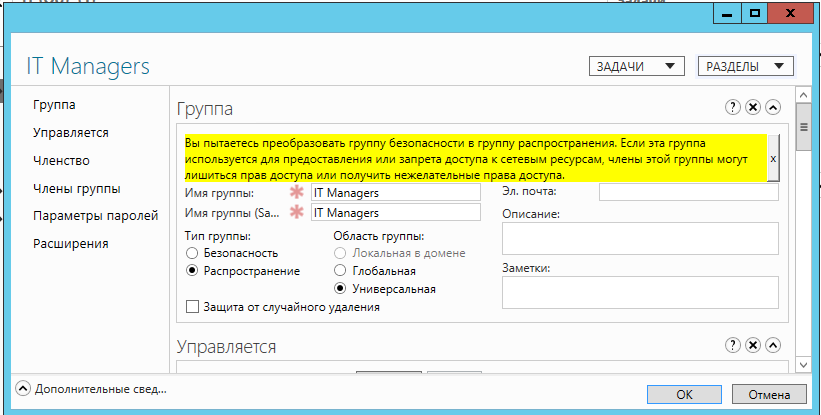 IT Managers
ЗАДАЧИ
РАЗДЕЛЫ
Группа
Управляется
Членство
Члены группы
Параметры паролей
Расширения
Группа
Вы пытаетесь преобразовать группу безопасности в группу распространения. Если эта группа
используется для предоставления или запрета доступа к сетевым ресурсам, члены этой группы могут
лишиться прав доступа или получить нежелательные права доступа.
x
Имя группы: IT Managers
Имя группы (Sa... IT Managers
Тип группы:
Безопасность
Распространение
Область группы:
Локальная в домене
Глобальная
Универсальная
Защита от случайного удаления
Эл. почта:
Описание:
Заметки:
Управляется
Дополнительные свед...
ОК
Отмена